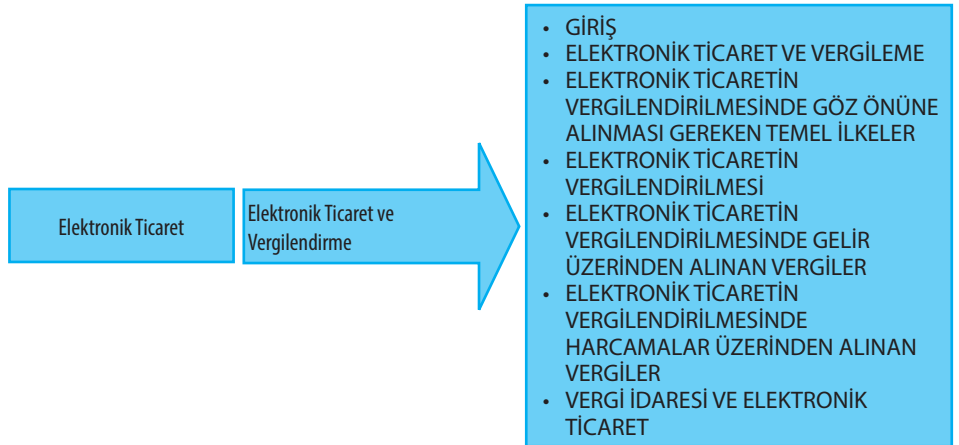 Elektronik Ticaret
Elektronik Ticaret ve
Vergilendirme
• GİRİŞ
• ELEKTRONİK TİCARET VE VERGİLEME
• ELEKTRONİK TİCARETİN
VERGİLENDİRİLMESİNDE GÖZ ÖNÜNE
ALINMASI GEREKEN TEMEL İLKELER
• ELEKTRONİK TİCARETİN
VERGİLENDİRİLMESİ
• ELEKTRONİK TİCARETİN
VERGİLENDİRİLMESİNDE GELİR
ÜZERİNDEN ALINAN VERGİLER
• ELEKTRONİK TİCARETİN
VERGİLENDİRİLMESİNDE
HARCAMALAR ÜZERİNDEN ALINAN
VERGİLER
• VERGİ İDARESİ VE ELEKTRONİK
TİCARET